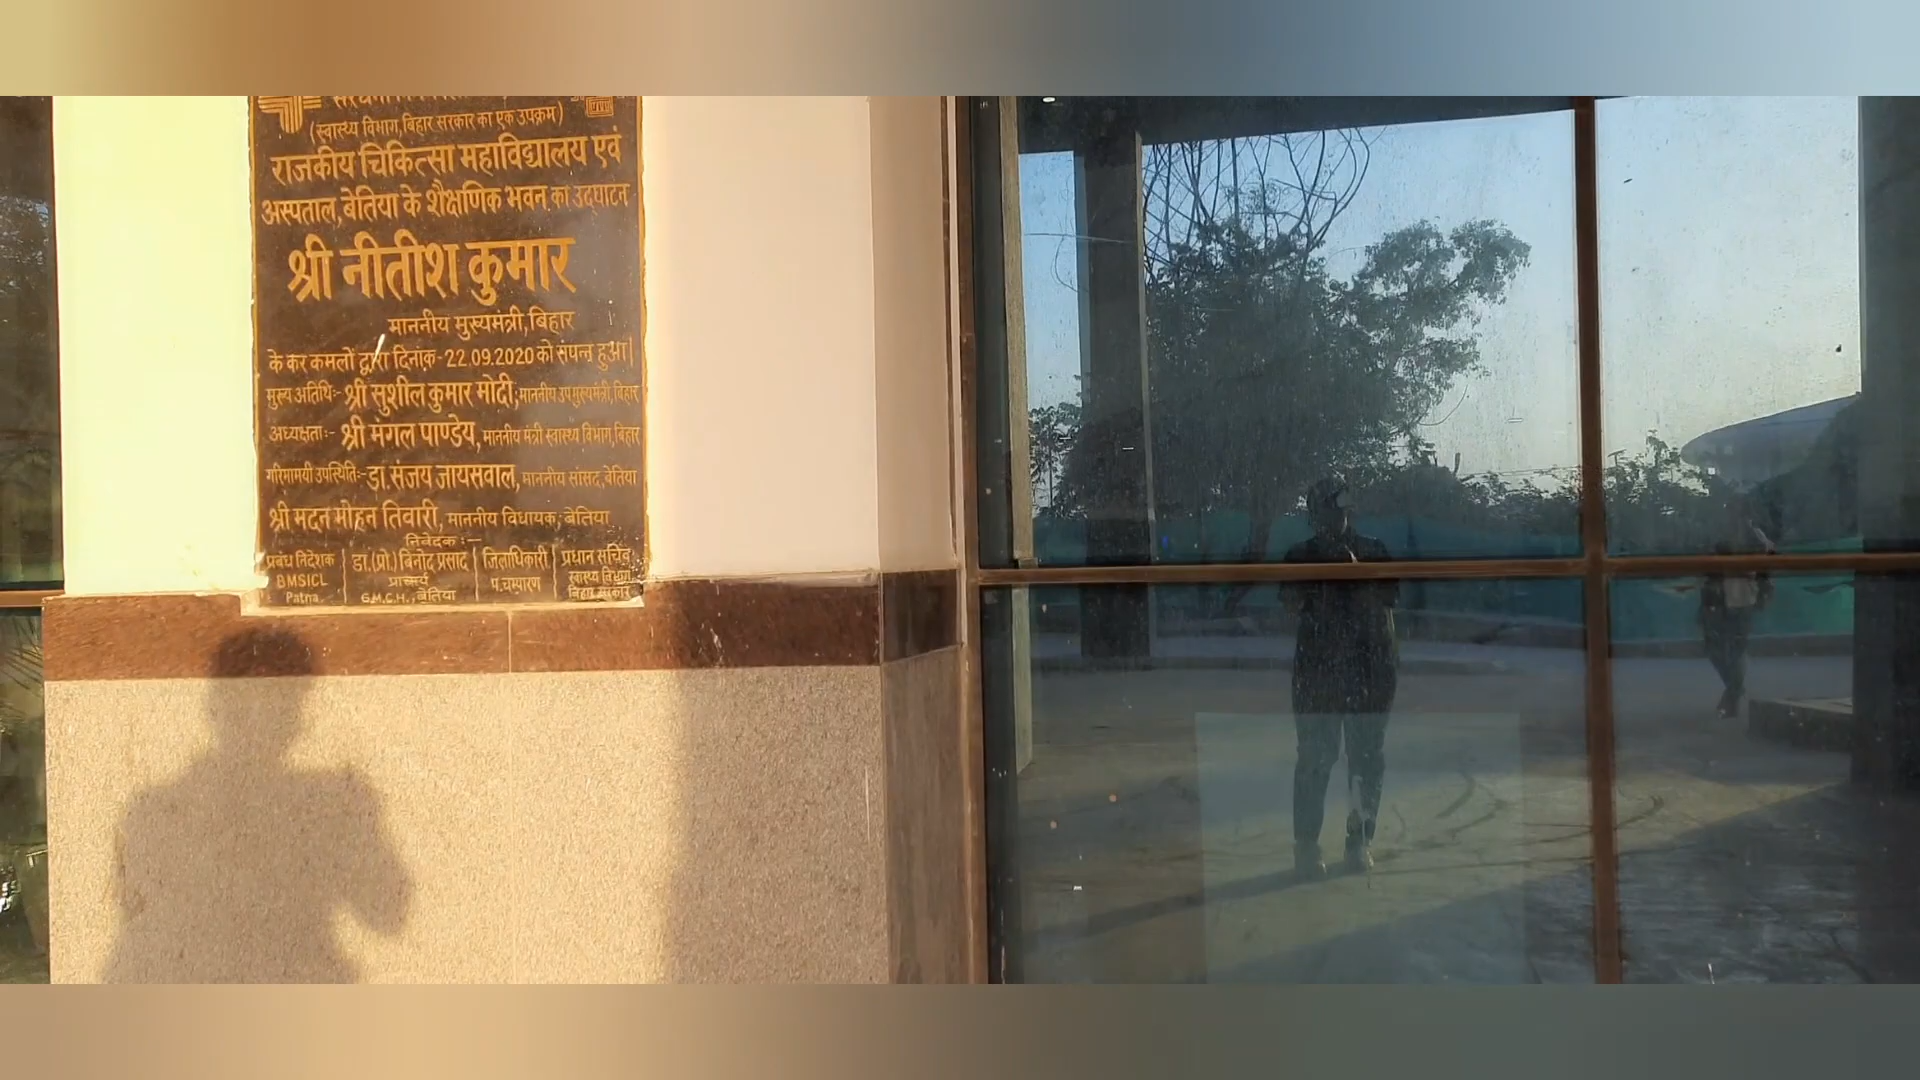 (स्वास्थ्य विभाग,बिहार सरकार का एक उपक्रम)
राजकीय चिकित्सा महाविद्यालय एवं
अस्पताल,बेतिया के शैक्षणिक भवन का उद्घाटन
श्री नीतीश कुमार
माननीय मुख्यमंत्री,बिहार
के कर कमलों द्वारा दिनांक-22.09.2020 को संपन्न हुआ|
मुख्य अतिथि:- श्री सुशील कुमार मोदी,माननीय उपमुख्यमंत्री,बिहार
अध्यक्षता:- श्री मंगल पाण्डेय,माननीय मंत्री स्वास्थ्य विभाग,बिहार
गरिमामयी उपस्थिति:- डा.संजय जायसवाल,माननीय सांसद,बेतिया
श्री मदन मोहन तिवारी,माननीय विधायक,बेतिया
निवेदक:-
प्रबंध निदेशक डा.(प्रो.) बिनोद प्रसाद जिलाधिकारी प्रधान सचिव
BMSICL प्राचार्य प.चम्पारण स्वास्थ्य विभाग
Patna G.M.C.H.,बेतिया बिहार सरकार